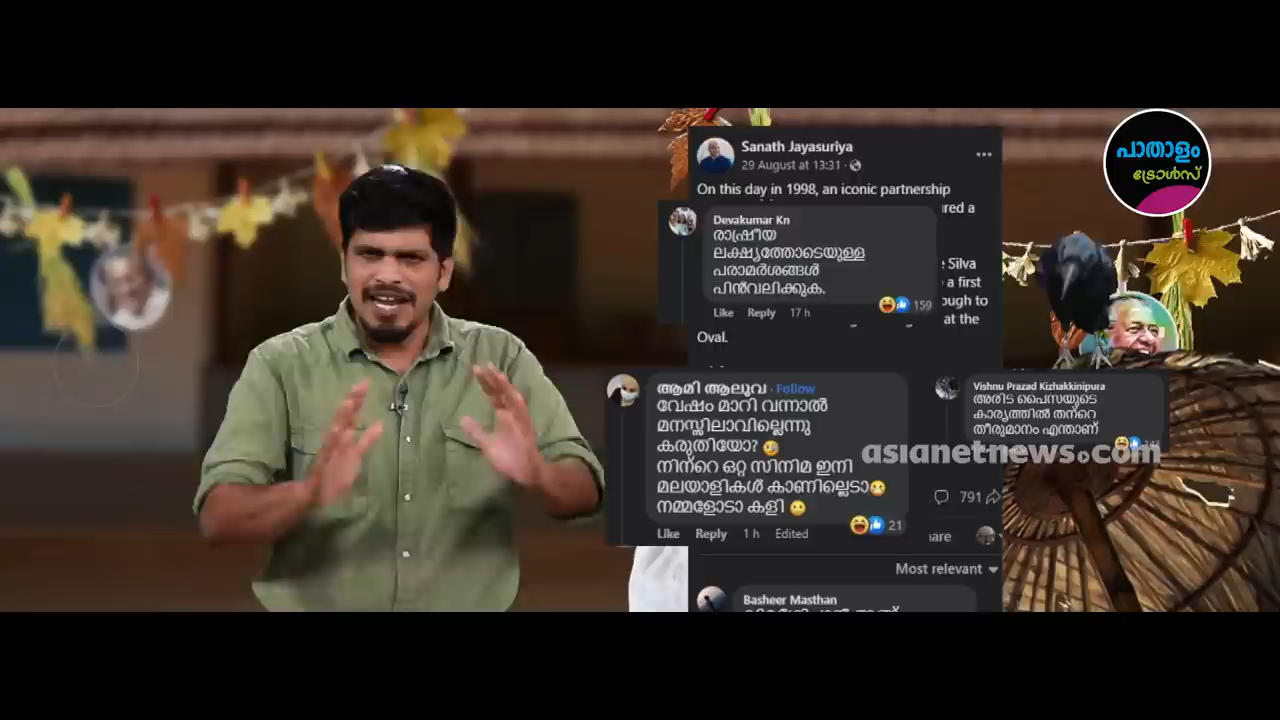 പാതാളം
ട്രോൾസ്
Sanath Jayasuriya
29 August at 13:31
On this day in 1998, an iconic partnership
Devakumar Kn
രാഷ്ട്രീയ
ലക്ഷ്യത്തോടെയുള്ള
പരാമർശങ്ങൾ
പിൻവലിക്കുക.
Like Reply 17 h
159
Silva
a first
at the
Oval.
ആമി ആലുവ · Follow
വേഷം മാറി വന്നാൽ
മനസ്സിലാവില്ലെന്നു
കരുതിയോ? 🧐
നിന്റെ ഒറ്റ സിനിമ ഇനി
മലയാളികൾ കാണില്ലെടാ😬
നമ്മളോടാ കളി 😬
21
Like Reply 1 h Edited
Vishnu Prazad Kizhakkinipura
അരിട പൈസയുടെ
കാര്യത്തിൽ തന്റെ
തീരുമാനം എന്താണ്
asianetnews.com
791
Most relevant
Basheer Masthan